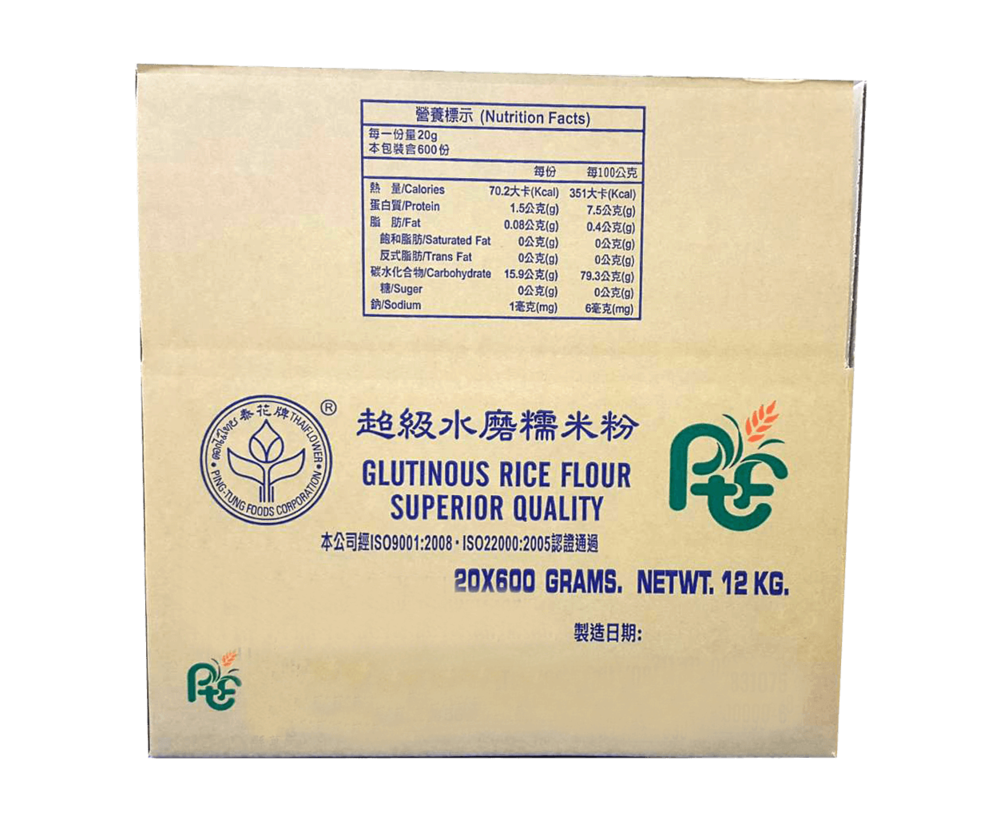 營養標示 (Nutrition Facts)
每一份量20g
本包裝含600份
每份 每100公克
熱 量/Calories 70.2大卡(Kcal) 351大卡(Kcal)
蛋白質/Protein 1.5公克(g) 7.5公克(g)
脂 肪/Fat 0.08公克(g) 0.4公克(g)
飽和脂肪/Saturated Fat 0公克(g) 0公克(g)
反式脂肪/Trans Fat 0公克(g) 0公克(g)
碳水化合物/Carbohydrate 15.9公克(g) 79.3公克(g)
糖/Suger 0公克(g) 0公克(g)
鈉/Sodium 1毫克(mg) 6毫克(mg)
泰花牌 THAIFLOWER
PING-TUNG FOODS CORPORATION
®
超級水磨糯米粉
GLUTINOUS RICE FLOUR
SUPERIOR QUALITY
本公司經ISO9001:2008·ISO22000:2005認證通過
20X600 GRAMS. NETWT. 12 KG.
製造日期:
PTF
PTF